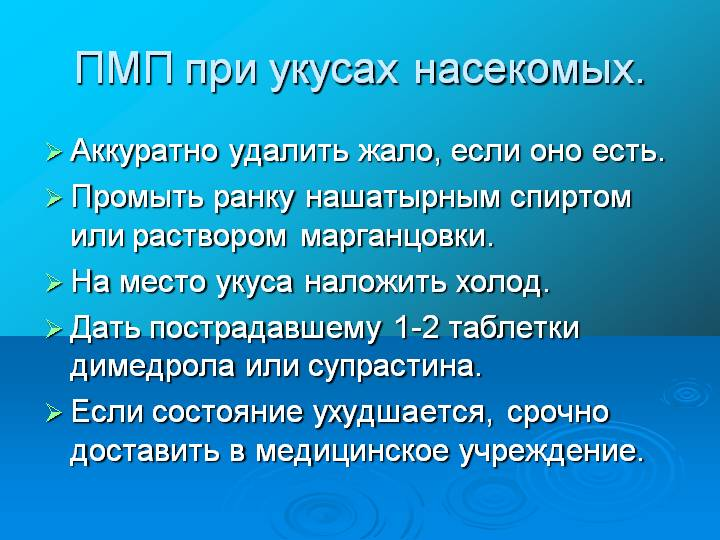 ПМП при укусах насекомых.
Аккуратно удалить жало, если оно есть.
Промыть ранку нашатырным спиртом
или раствором марганцовки.
На место укуса наложить холод.
Дать пострадавшему 1-2 таблетки
димедрола или супрастина.
Если состояние ухудшается, срочно
доставить в медицинское учреждение.